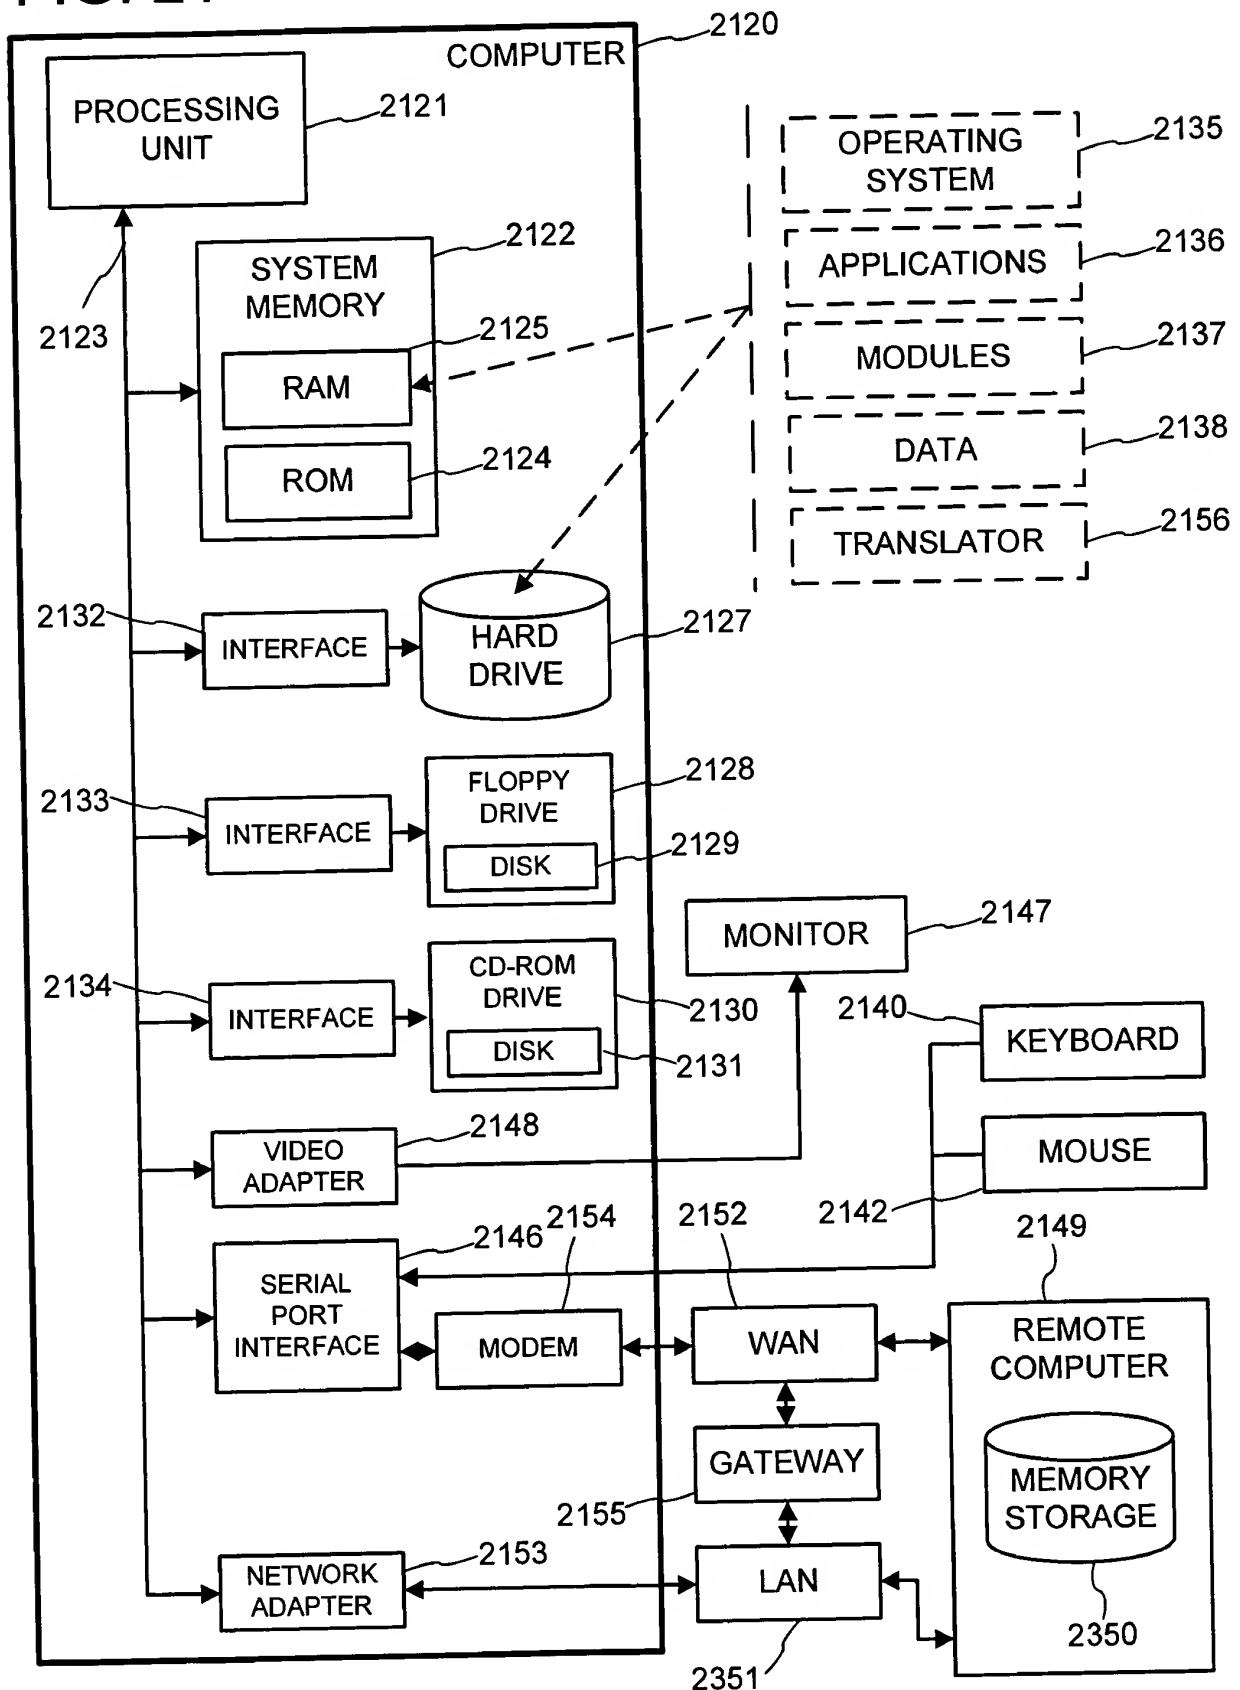 2120
COMPUTER
PROCESSING
UNIT
2121
OPERATING
SYSTEM
2135
2123
SYSTEM
MEMORY
2122
APPLICATIONS
2136
2125
RAM
MODULES
2137
ROM
2124
DATA
2138
TRANSLATOR
2156
2132
INTERFACE
HARD
DRIVE
2127
2133
INTERFACE
FLOPPY
DRIVE
2128
DISK
2129
MONITOR
2147
2134
INTERFACE
CD-ROM
DRIVE
2130
DISK
2131
2140
KEYBOARD
VIDEO
ADAPTER
2148
MOUSE
2142
2146
2154
2152
2149
SERIAL
PORT
INTERFACE
MODEM
WAN
REMOTE
COMPUTER
GATEWAY
2155
MEMORY
STORAGE
2350
NETWORK
ADAPTER
2153
LAN
2351